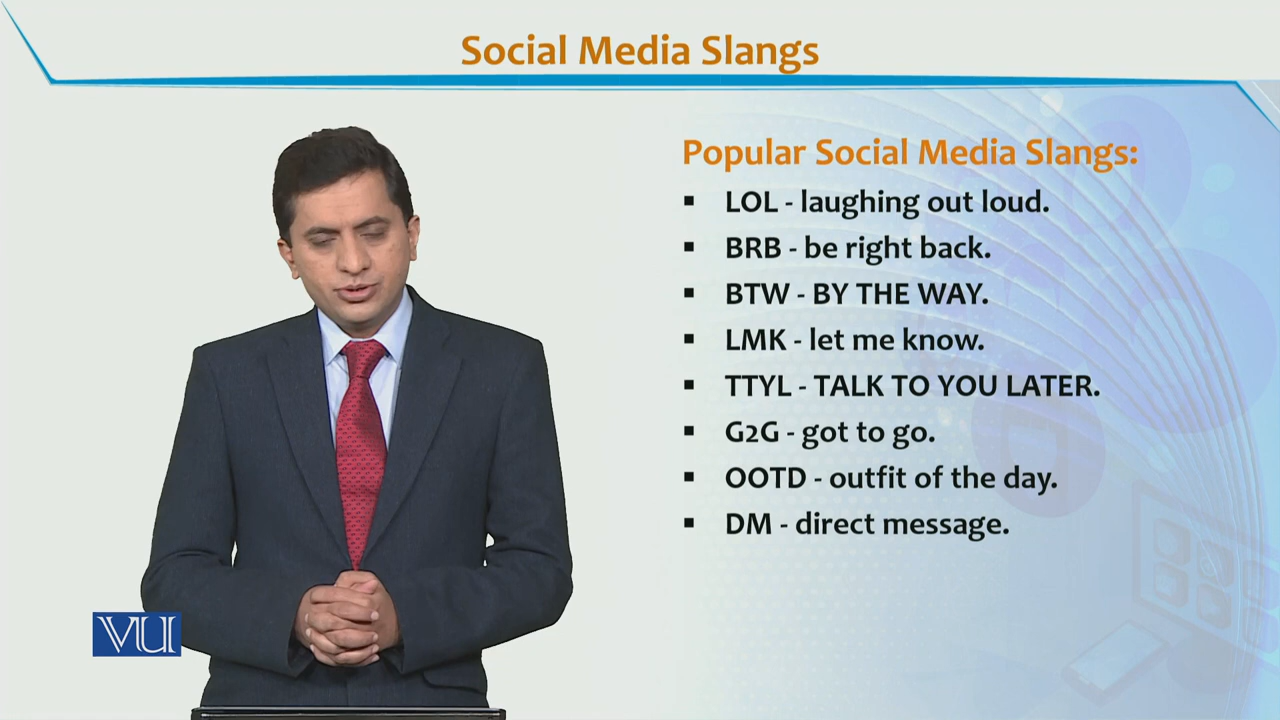 Social Media Slangs
Popular Social Media Slangs:
▪ LOL - laughing out loud.
▪ BRB - be right back.
▪ BTW - BY THE WAY.
▪ LMK - let me know.
▪ TTYL - TALK TO YOU LATER.
▪ G2G - got to go.
▪ OOTD - outfit of the day.
▪ DM - direct message.
VU